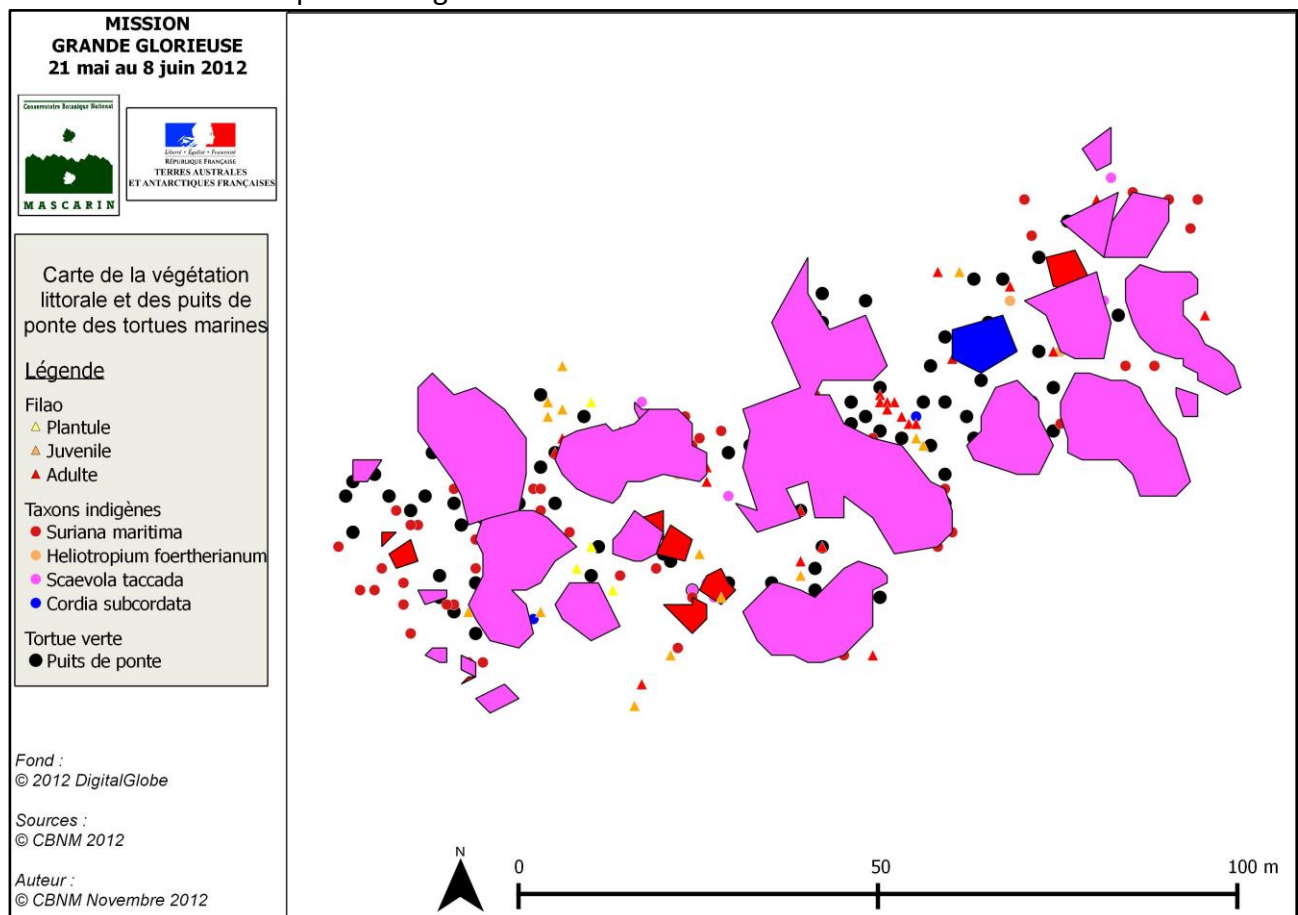 MISSION
GRANDE GLORIEUSE
21 mai au 8 juin 2012
Conservatoire Botanique National
MASCARIN
Liberté • Égalité • Fraternité
RÉPUBLIQUE FRANÇAISE
TERRES AUSTRALES
ET ANTARCTIQUES FRANÇAISES
Carte de la végétation
littorale et des puits de
ponte des tortues marines
Légende
Filao
Plantule
Juvenile
Adulte
Taxons indigènes
Suriana maritima
Heliotropium foertherianum
Scaevola taccada
Cordia subcordata
Tortue verte
Puits de ponte
Fond :
© 2012 DigitalGlobe
Sources :
© CBNM 2012
Auteur :
© CBNM Novembre 2012
N
0 50 100 m